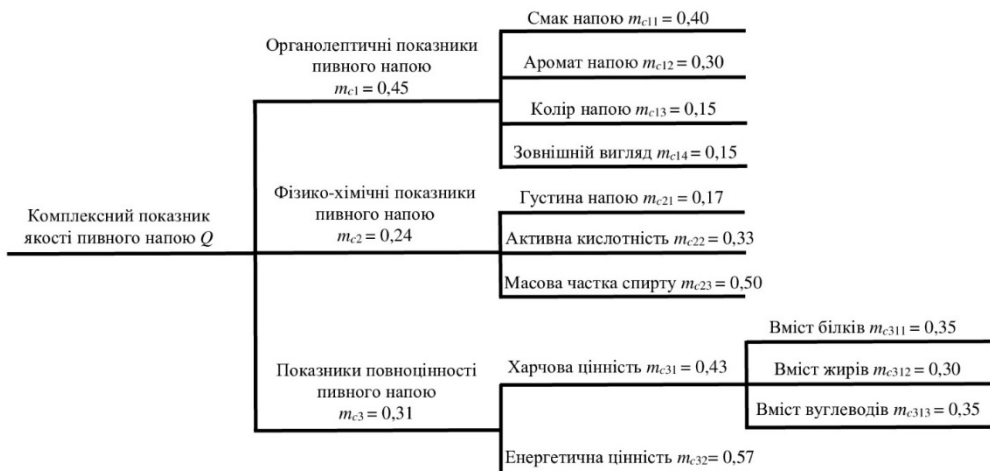 Комплексний показник
якості пивного напою Q
Органолептичні показники
пивного напою
mc1 = 0,45
Смак напою mc11 = 0,40
Аромат напою mc12 = 0,30
Колір напою mc13 = 0,15
Зовнішній вигляд mc14 = 0,15
Фізико-хімічні показники
пивного напою
mc2 = 0,24
Густина напою mc21 = 0,17
Активна кислотність mc22 = 0,33
Масова частка спирту mc23 = 0,50
Показники повноцінності
пивного напою
mc3 = 0,31
Харчова цінність mc31 = 0,43
Вміст білків mc311 = 0,35
Вміст жирів mc312 = 0,30
Вміст вуглеводів mc313 = 0,35
Енергетична цінність mc32 = 0,57